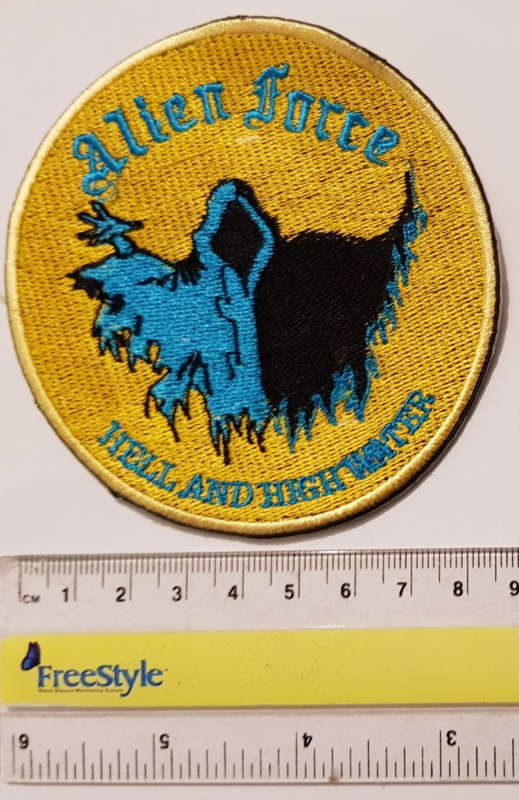 Alien Force
HELL AND HIGH WATER
CM 1 2 3 4 5 6 7 8 9
FreeStyle
6 5 4 3